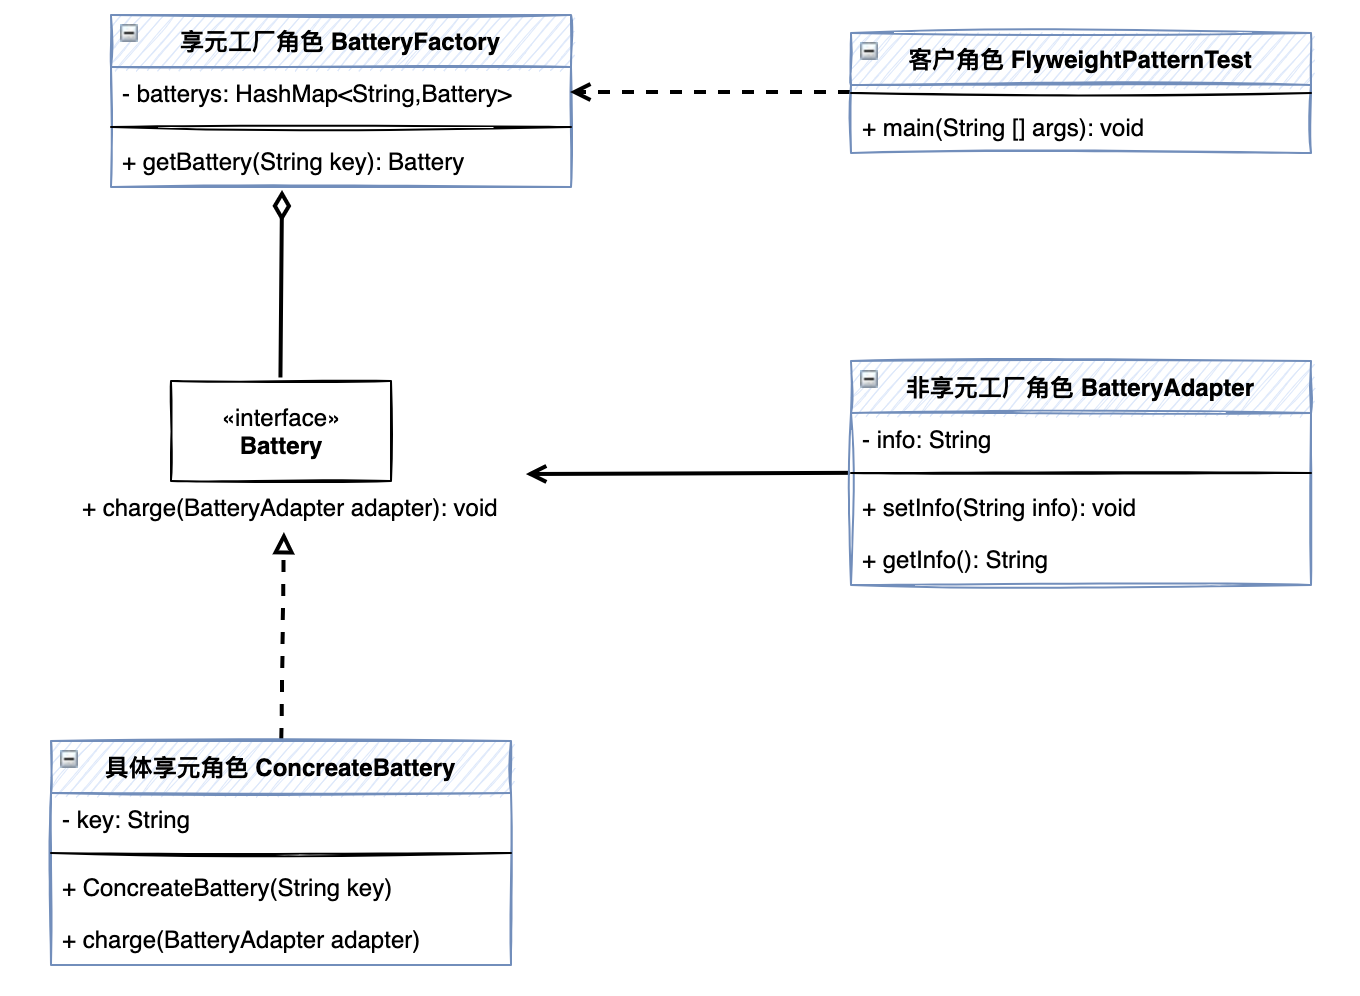 享元工厂角色 BatteryFactory
- batterys: HashMap<String,Battery>
+ getBattery(String key): Battery
客户角色 FlyweightPatternTest
+ main(String [] args): void
«interface»
Battery
+ charge(BatteryAdapter adapter): void
非享元工厂角色 BatteryAdapter
- info: String
+ setInfo(String info): void
+ getInfo(): String
具体享元角色 ConcreateBattery
- key: String
+ ConcreateBattery(String key)
+ charge(BatteryAdapter adapter)